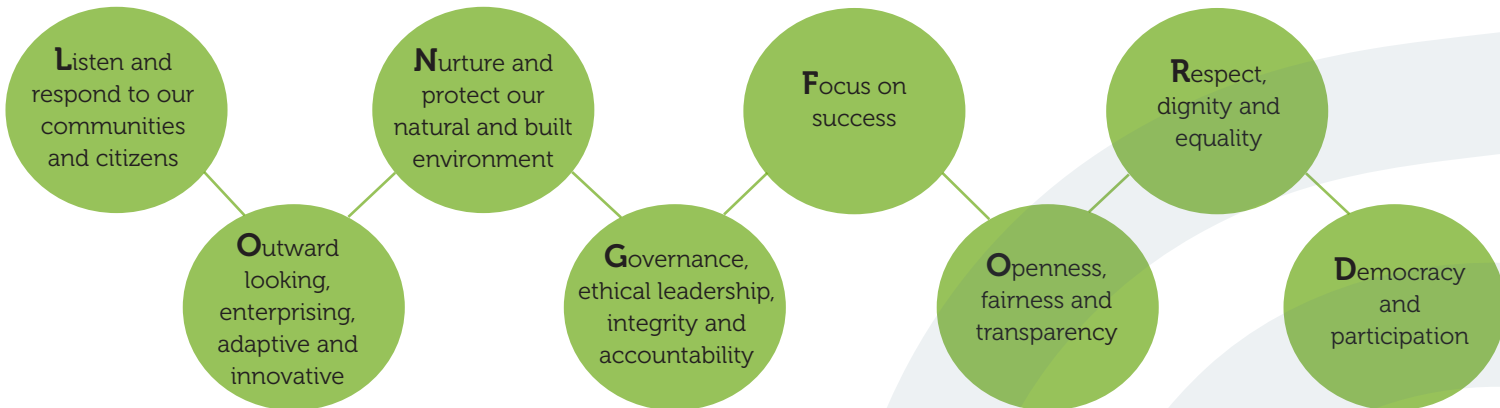 Listen and
respond to our
communities
and citizens
Outward
looking,
enterprising,
adaptive and
innovative
Nurture and
protect our
natural and built
environment
Governance,
ethical leadership,
integrity and
accountability
Focus on
success
Openness,
fairness and
transparency
Respect,
dignity and
equality
Democracy
and
participation